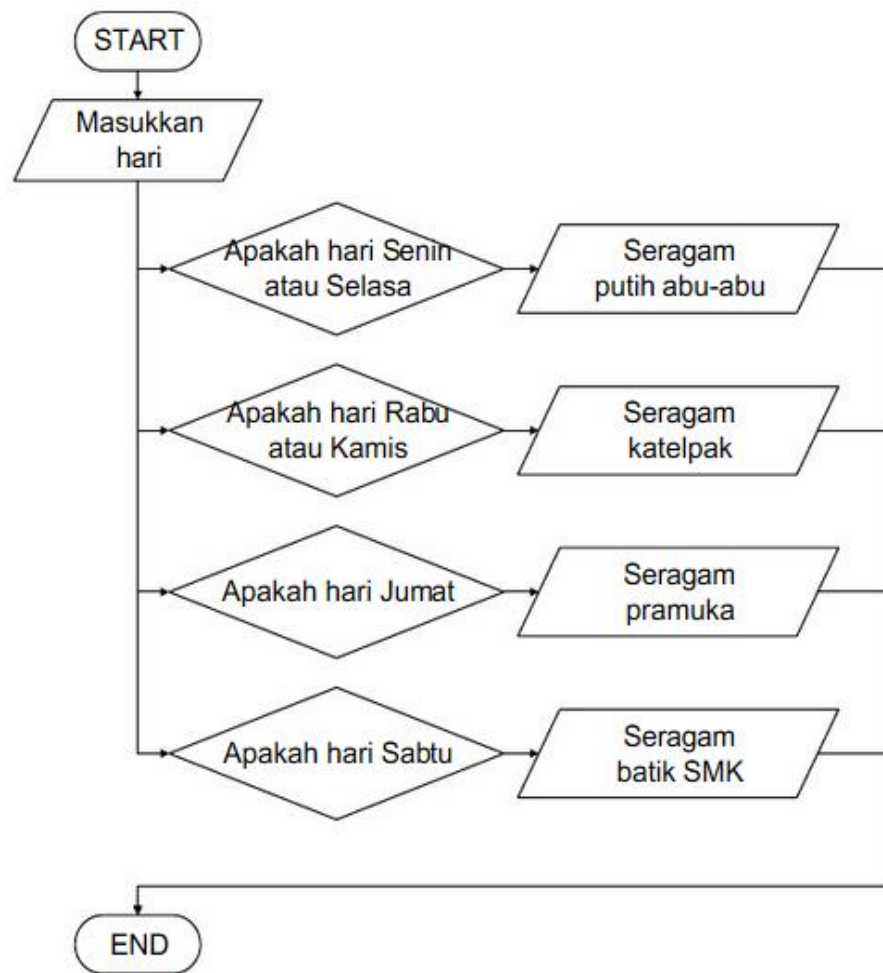 START
Masukkan
hari
Apakah hari Senin
atau Selasa
Seragam
putih abu-abu
Apakah hari Rabu
atau Kamis
Seragam
katelpak
Apakah hari Jumat
Seragam
pramuka
Apakah hari Sabtu
Seragam
batik SMK
END